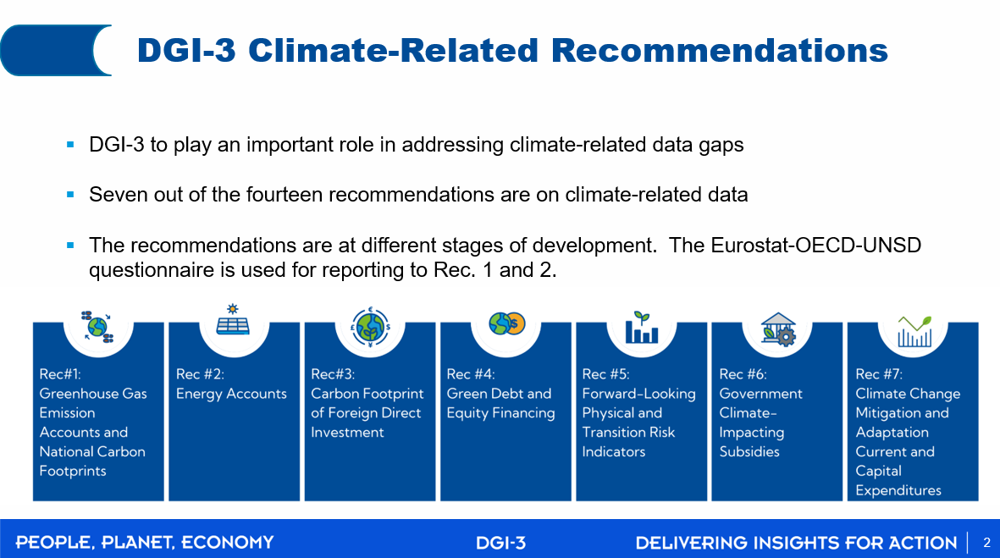 DGI-3 Climate-Related Recommendations
DGI-3 to play an important role in addressing climate-related data gaps
Seven out of the fourteen recommendations are on climate-related data
The recommendations are at different stages of development.  The Eurostat-OECD-UNSD
questionnaire is used for reporting to Rec. 1 and 2.
Rec#1:
Greenhouse Gas
Emission
Accounts and
National Carbon
Footprints
Rec #2:
Energy Accounts
Rec#3:
Carbon Footprint
of Foreign Direct
Investment
Rec #4:
Green Debt and
Equity Financing
Rec #5:
Forward-Looking
Physical and
Transition Risk
Indicators
Rec #6:
Government
Climate-
Impacting
Subsidies
Rec #7:
Climate Change
Mitigation and
Adaptation
Current and
Capital
Expenditures
PEOPLE, PLANET, ECONOMY
DGI-3
DELIVERING INSIGHTS FOR ACTION
2